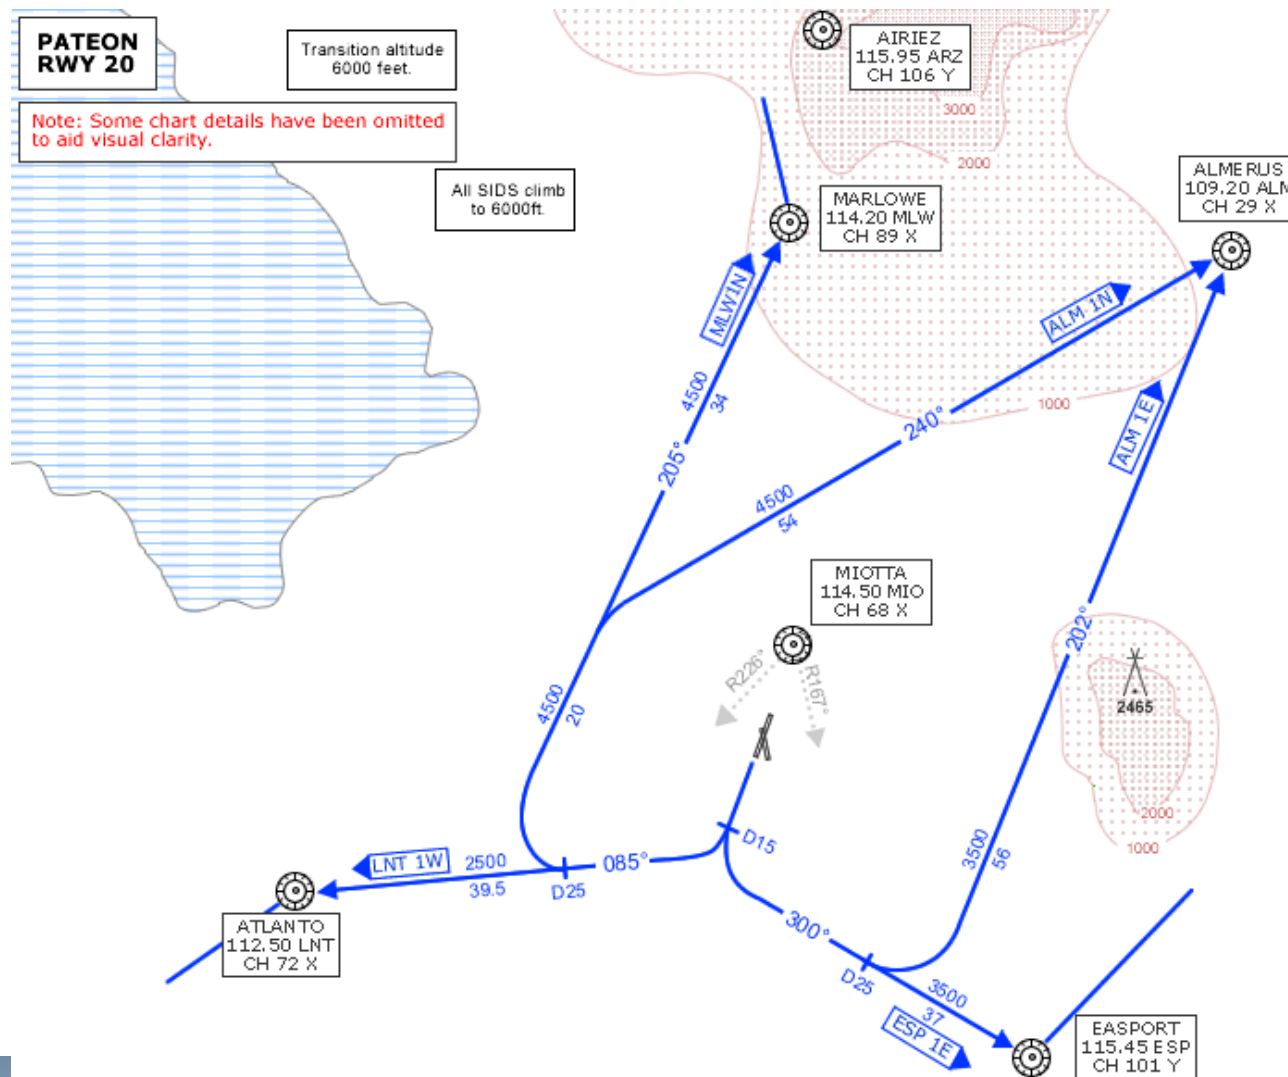 PATEON
RWY 20
Transition altitude
6000 feet.
Note: Some chart details have been omitted
to aid visual clarity.
All SIDS climb
to 6000ft.
AIRIEZ
115.95 ARZ
CH 106 Y
3000
2000
MARLOWE
114.20 MLW
CH 89 X
ALMERUS
109.20 ALM
CH 29 X
MLW1N
ALM 1N
4500
34
1000
205°
240°
ALM 1E
4500
54
MIOTTA
114.50 MIO
CH 68 X
R226°
R167°
202°
2465
4500
20
2000
1000
D15
3500
56
LNT 1W
2500
39.5
085°
D25
300°
D25
ATLANTO
112.50 LNT
CH 72 X
3500
37
ESP 1E
EASPORT
115.45 ESP
CH 101 Y